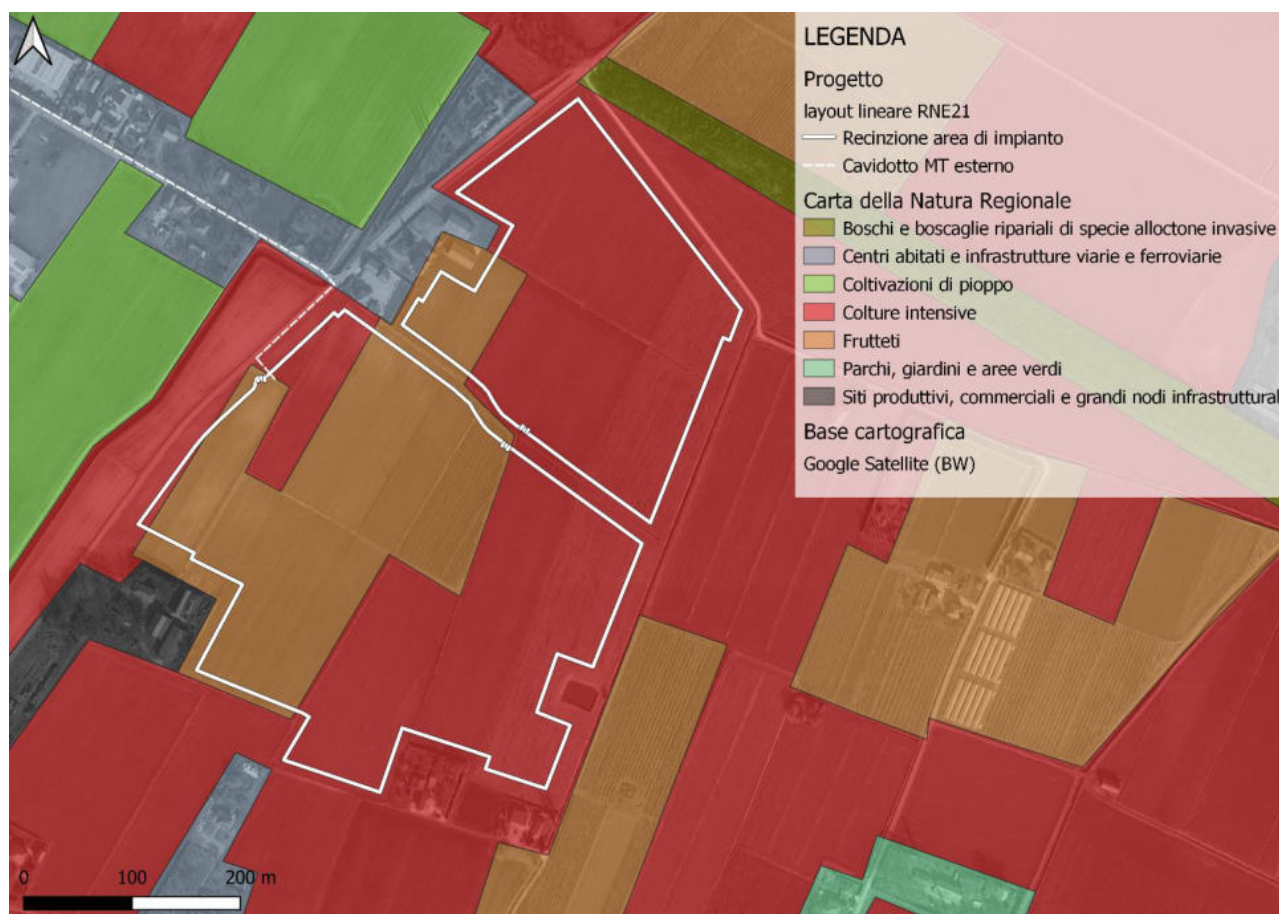 LEGENDA
Progetto
layout lineare RNE21
Recinzione area di impianto
Cavidotto MT esterno
Carta della Natura Regionale
Boschi e boscaglie ripariali di specie alloctone invasive
Centri abitati e infrastrutture viarie e ferroviarie
Coltivazioni di pioppo
Colture intensive
Frutteti
Parchi, giardini e aree verdi
Siti produttivi, commerciali e grandi nodi infrastruttural
Base cartografica
Google Satellite (BW)
0 100 200 m